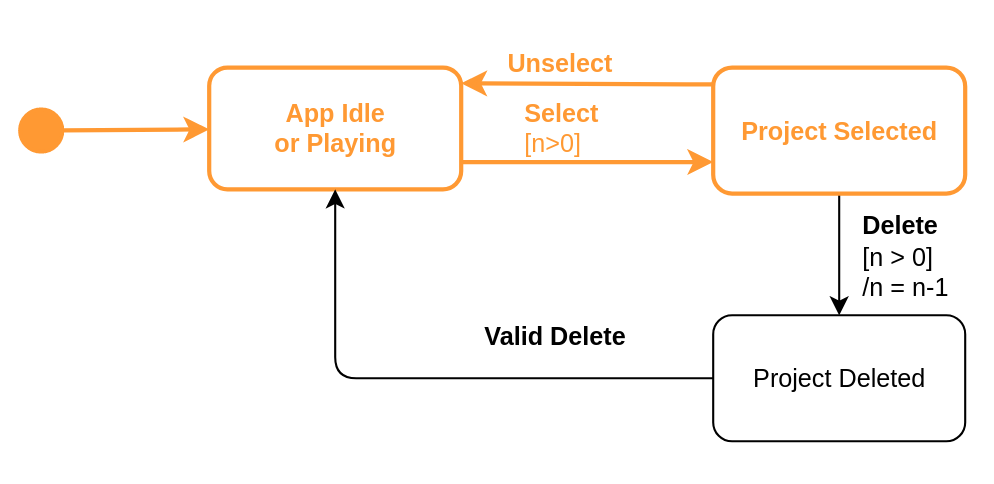 Unselect
App Idle
or Playing
Select
[n>0]
Project Selected
Delete
[n > 0]
/n = n-1
Valid Delete
Project Deleted